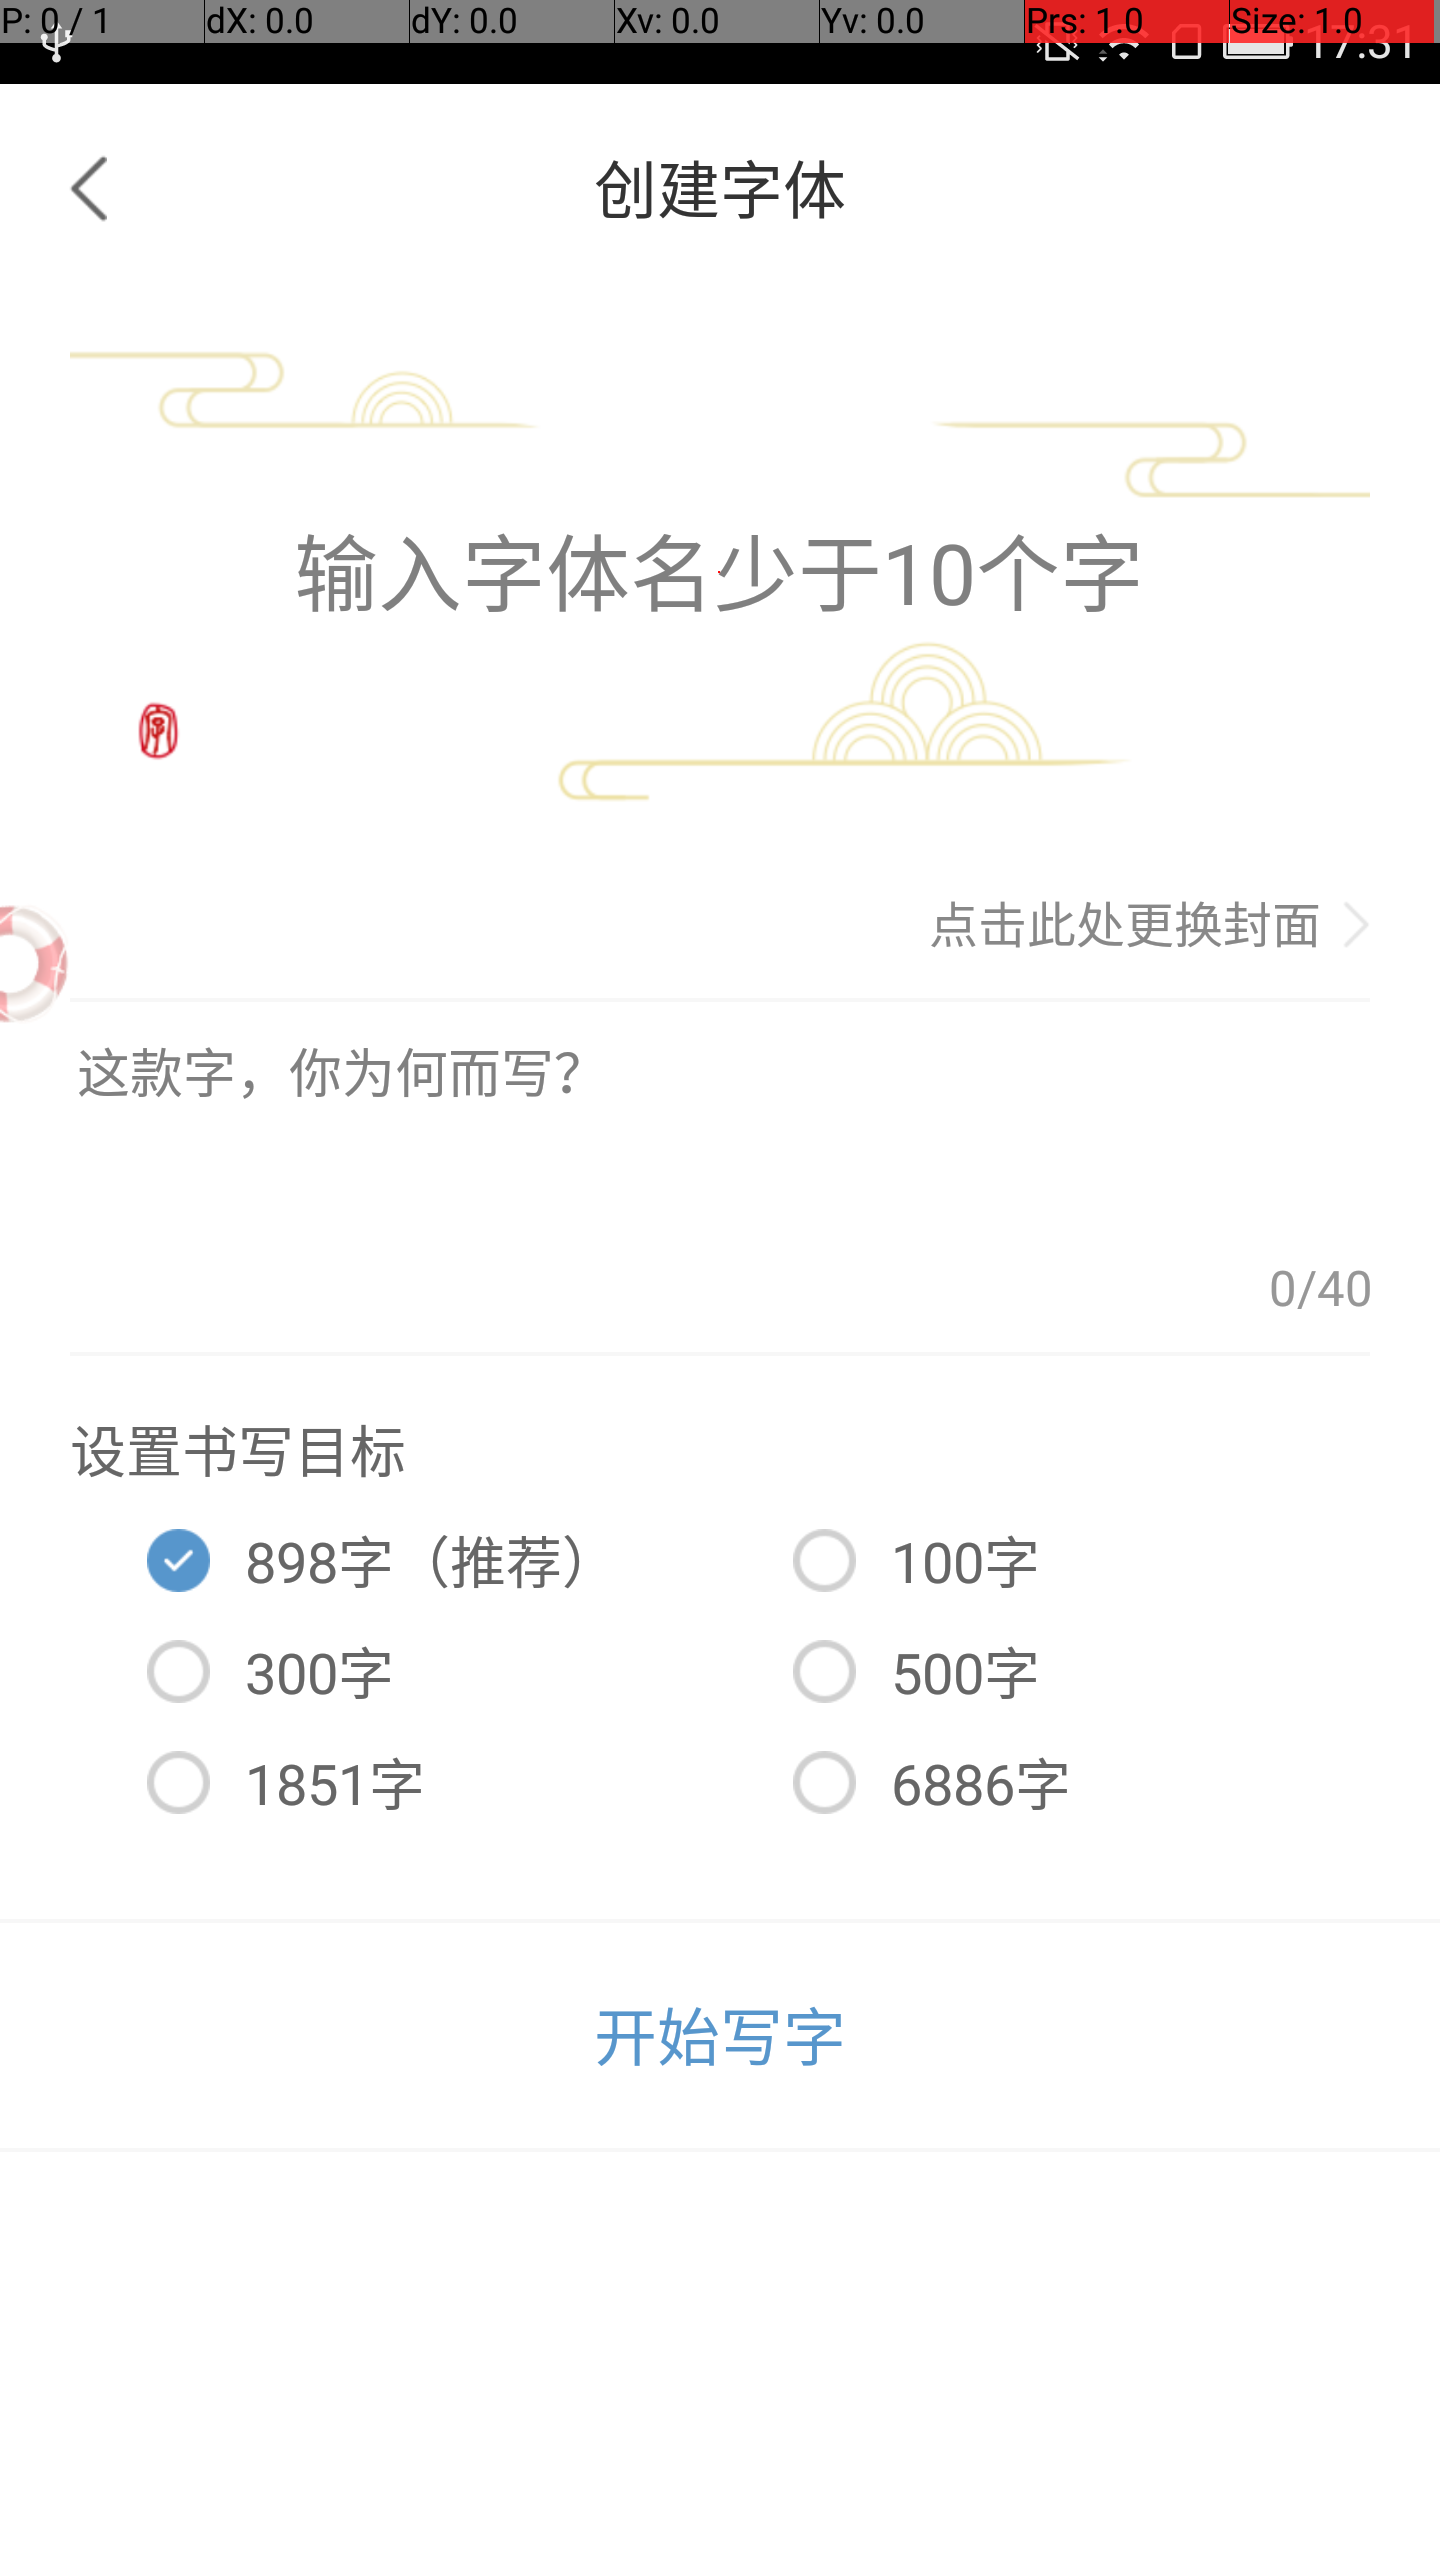 P: 0 / 1 dX: 0.0 dY: 0.0 Xv: 0.0 Yv: 0.0 Prs: 1.0 Size: 1.0
17:31
创建字体
输入字体名少于10个字
字
点击此处更换封面
这款字，你为何而写？
0/40
设置书写目标
898字（推荐） 100字
300字 500字
1851字 6886字
开始写字